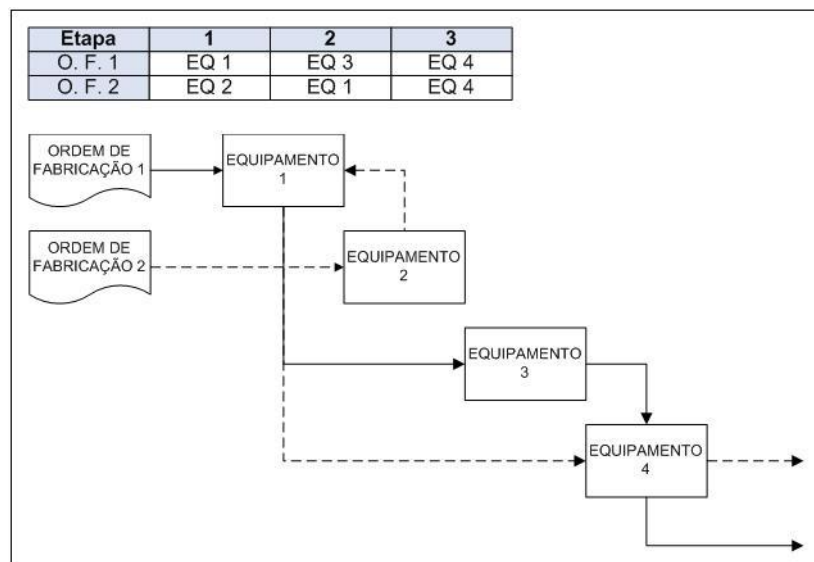 Etapa 1 2 3
O. F. 1 EQ 1 EQ 3 EQ 4
O. F. 2 EQ 2 EQ 1 EQ 4
ORDEM DE
FABRICAÇÃO 1
EQUIPAMENTO
1
ORDEM DE
FABRICAÇÃO 2
EQUIPAMENTO
2
EQUIPAMENTO
3
EQUIPAMENTO
4